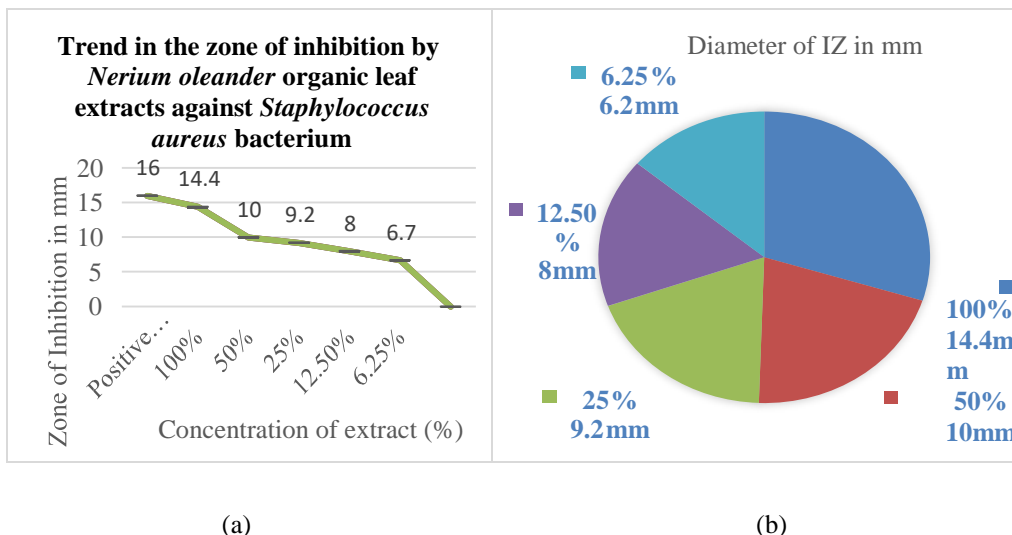 Trend in the zone of inhibition by
Nerium oleander organic leaf
extracts against Staphylococcus
aureus bacterium
Zone of Inhibition in mm
20
15
10
5
0
16
14.4
10
9.2
8
6.7
Positive…
100%
50%
25%
12.50%
6.25%
Concentration of extract (%)
(a)
Diameter of IZ in mm
6.25%
6.2mm
12.50
%
8mm
25%
9.2mm
100%
14.4m
m
50%
10mm
(b)